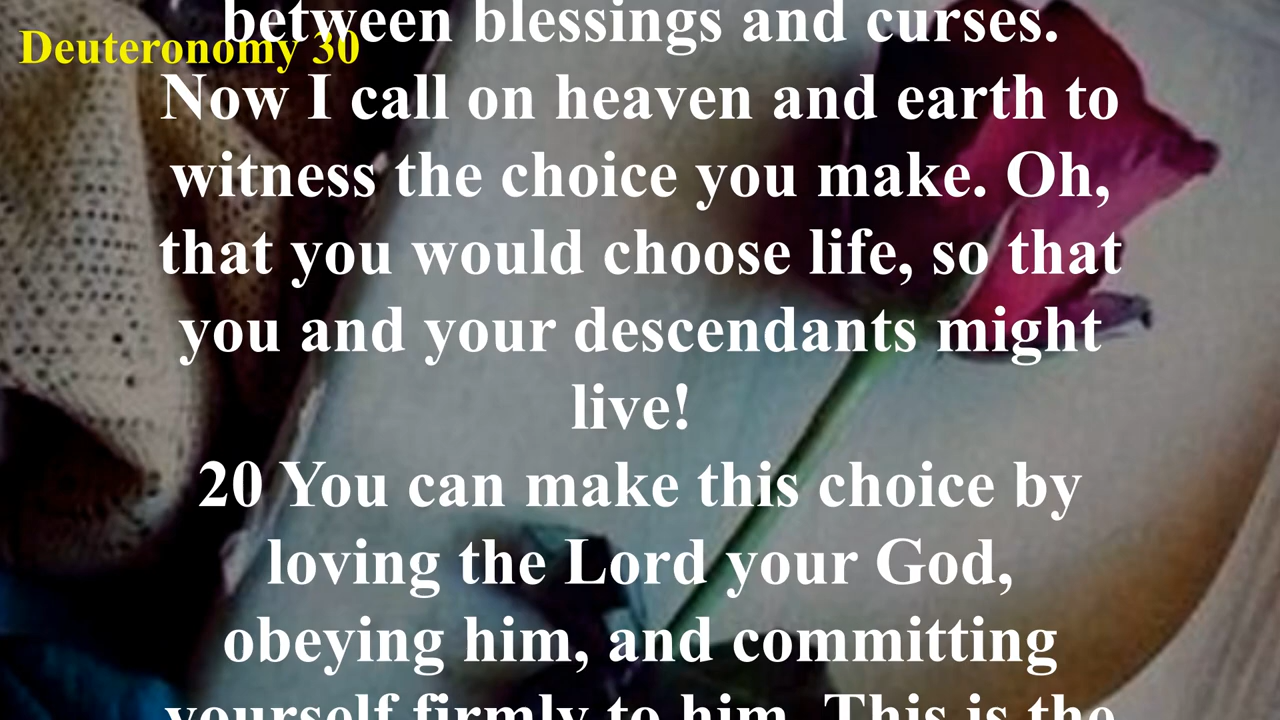 between blessings and curses.
Deuteronomy 30
Now I call on heaven and earth to
witness the choice you make. Oh,
that you would choose life, so that
you and your descendants might
live!
20 You can make this choice by
loving the Lord your God,
obeying him, and committing
yourself firmly to him. This is the